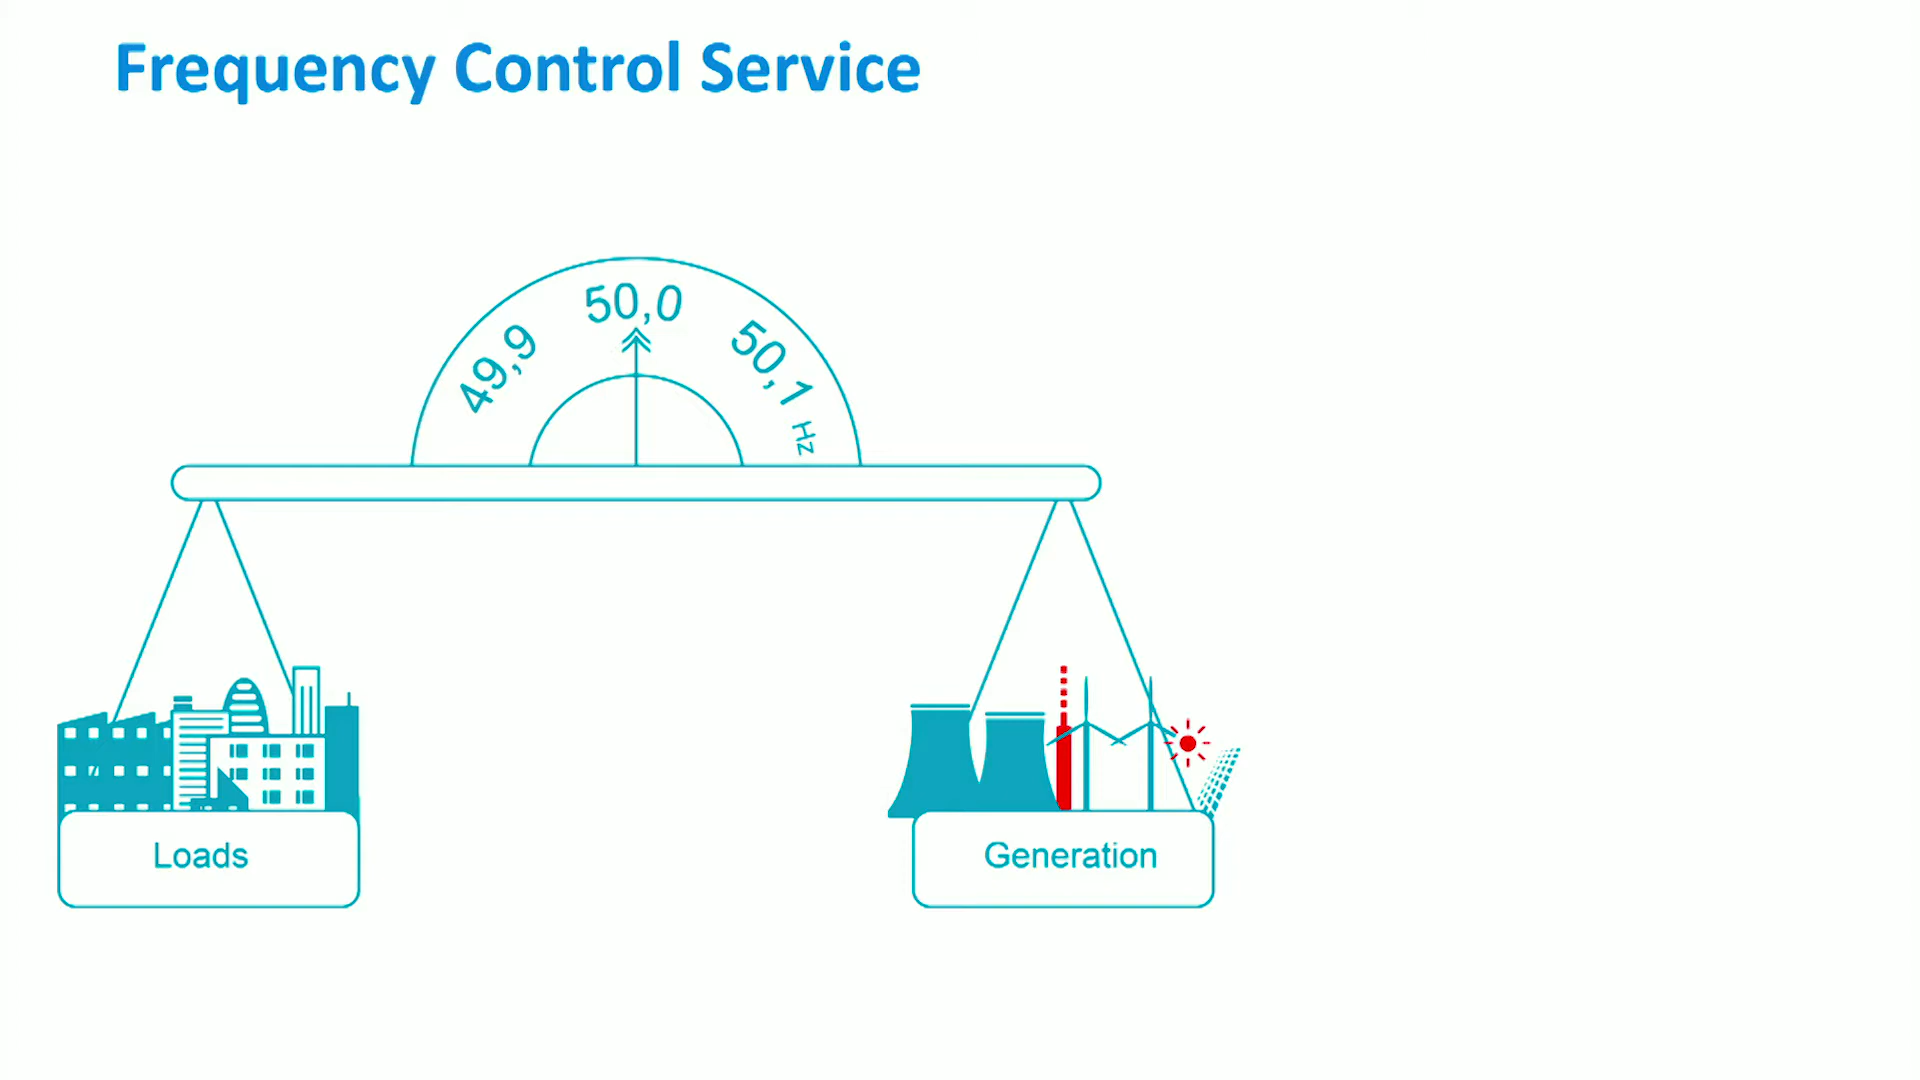 Frequency Control Service
49,9
50,0
50,1
Hz
Loads
Generation